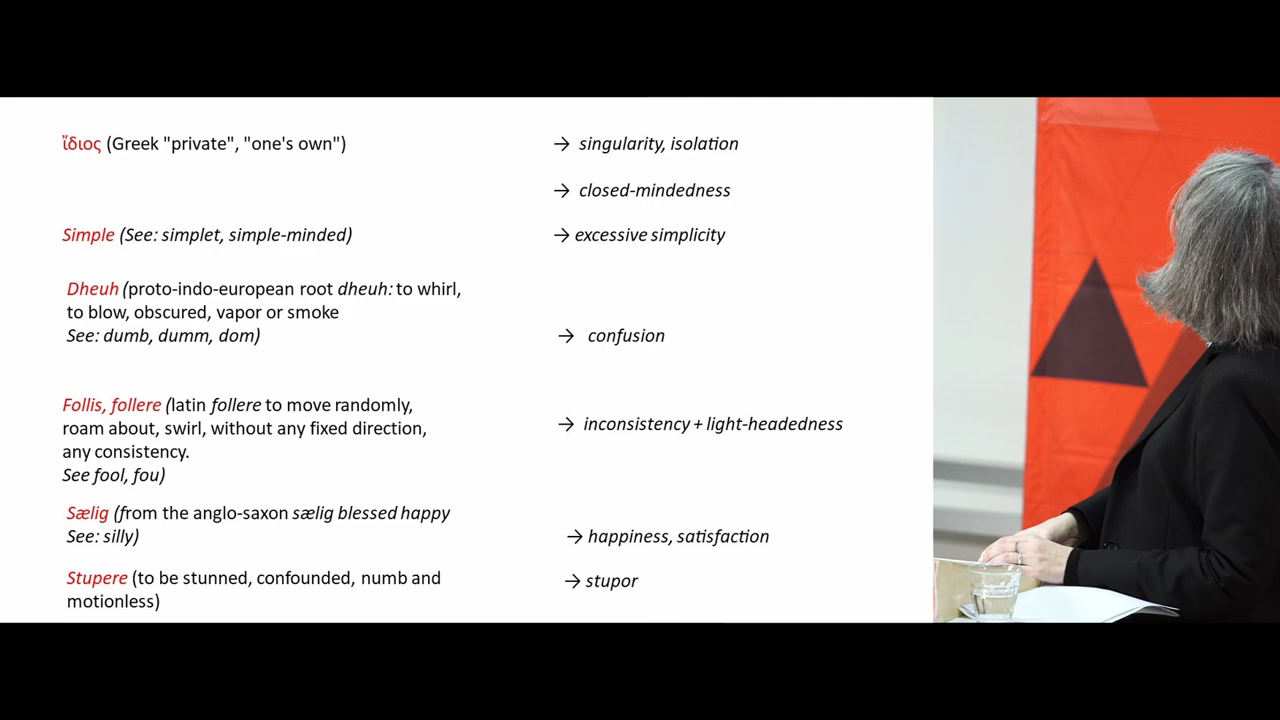 ἴδιος (Greek "private", "one's own") → singularity, isolation
→ closed-mindedness
Simple (See: simplet, simple-minded) → excessive simplicity
Dheuh (proto-indo-european root dheuh: to whirl,
to blow, obscured, vapor or smoke
See: dumb, dumm, dom) → confusion
Follis, follere (latin follere to move randomly,
roam about, swirl, without any fixed direction,
→ inconsistency + light-headedness
any consistency.
See fool, fou)
Sælig (from the anglo-saxon sælig blessed happy
See: silly) → happiness, satisfaction
Stupere (to be stunned, confounded, numb and
motionless)
→ stupor